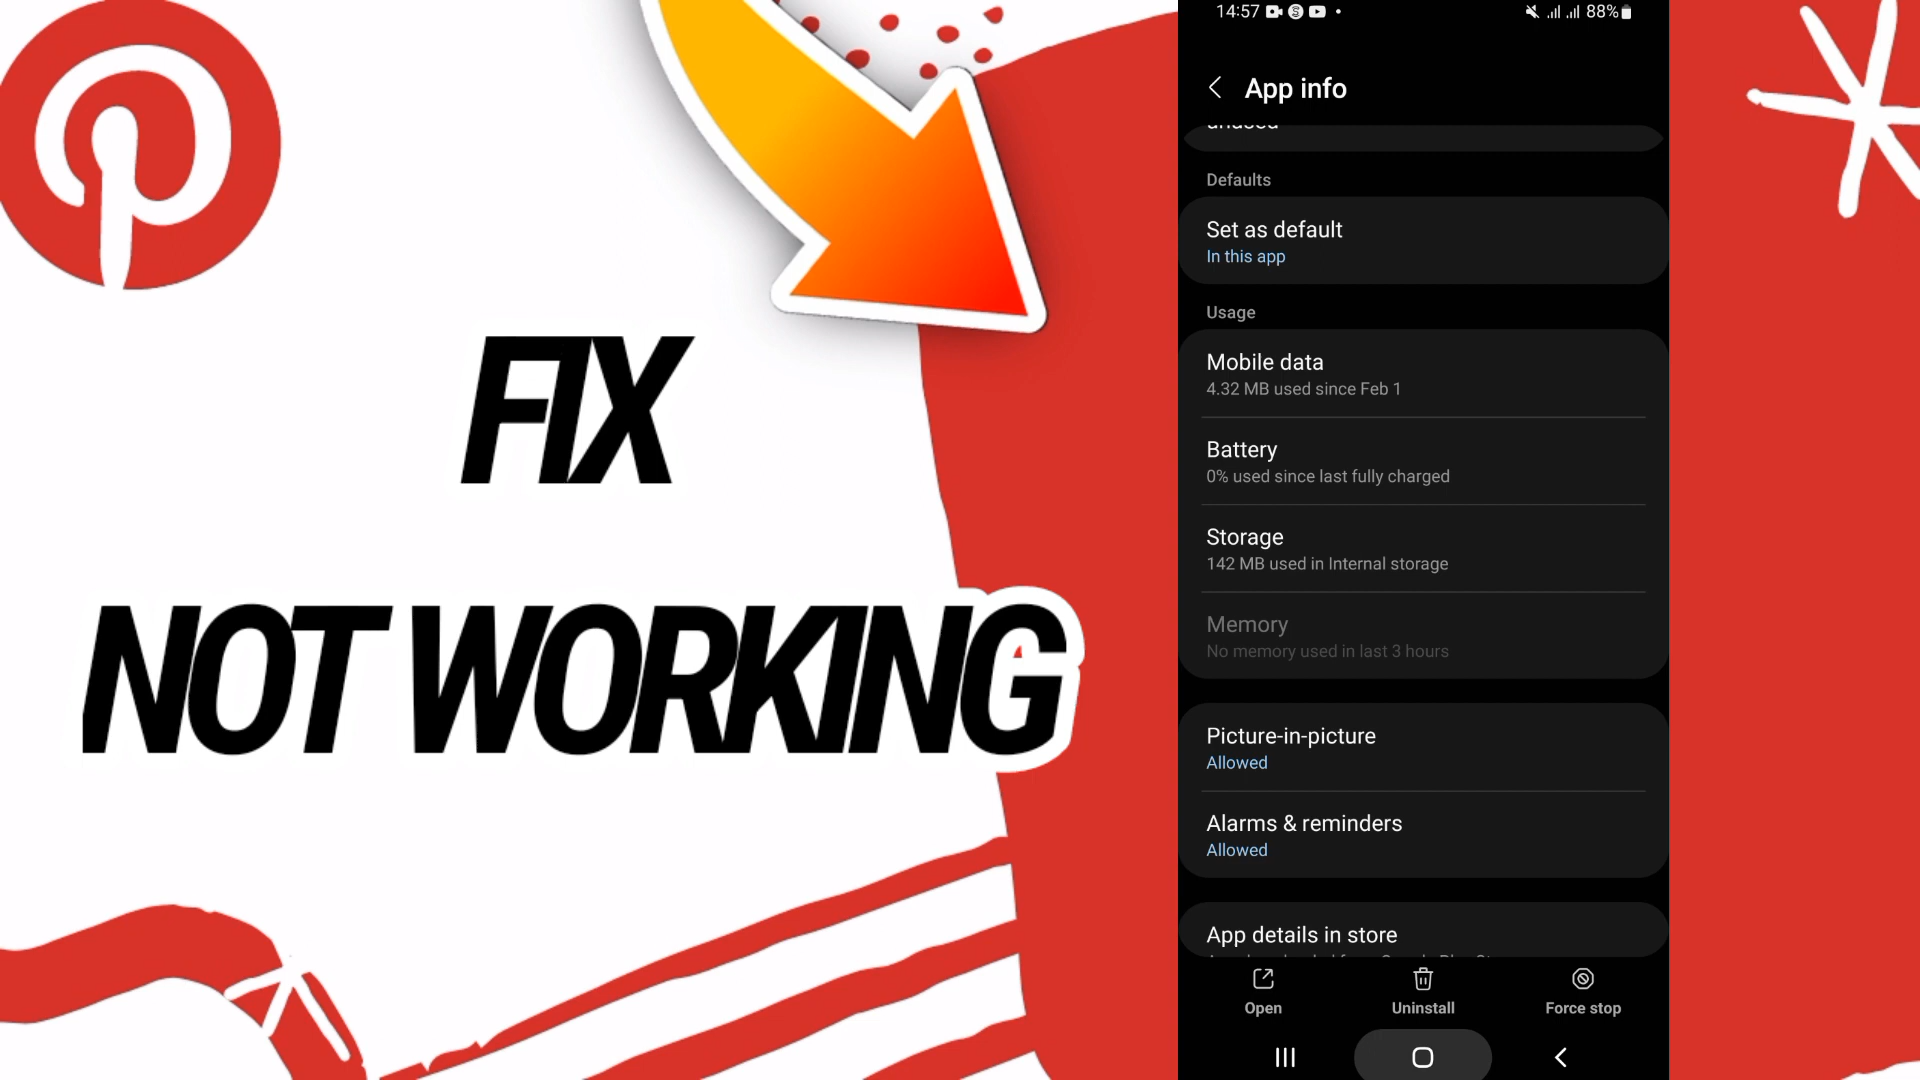 FIX
NOT WORKING
14:57
88%
App info
unused
Defaults
Set as default
In this app
Usage
Mobile data
4.32 MB used since Feb 1
Battery
0% used since last fully charged
Storage
142 MB used in Internal storage
Memory
No memory used in last 3 hours
Picture-in-picture
Allowed
Alarms & reminders
Allowed
App details in store
Open
Uninstall
Force stop